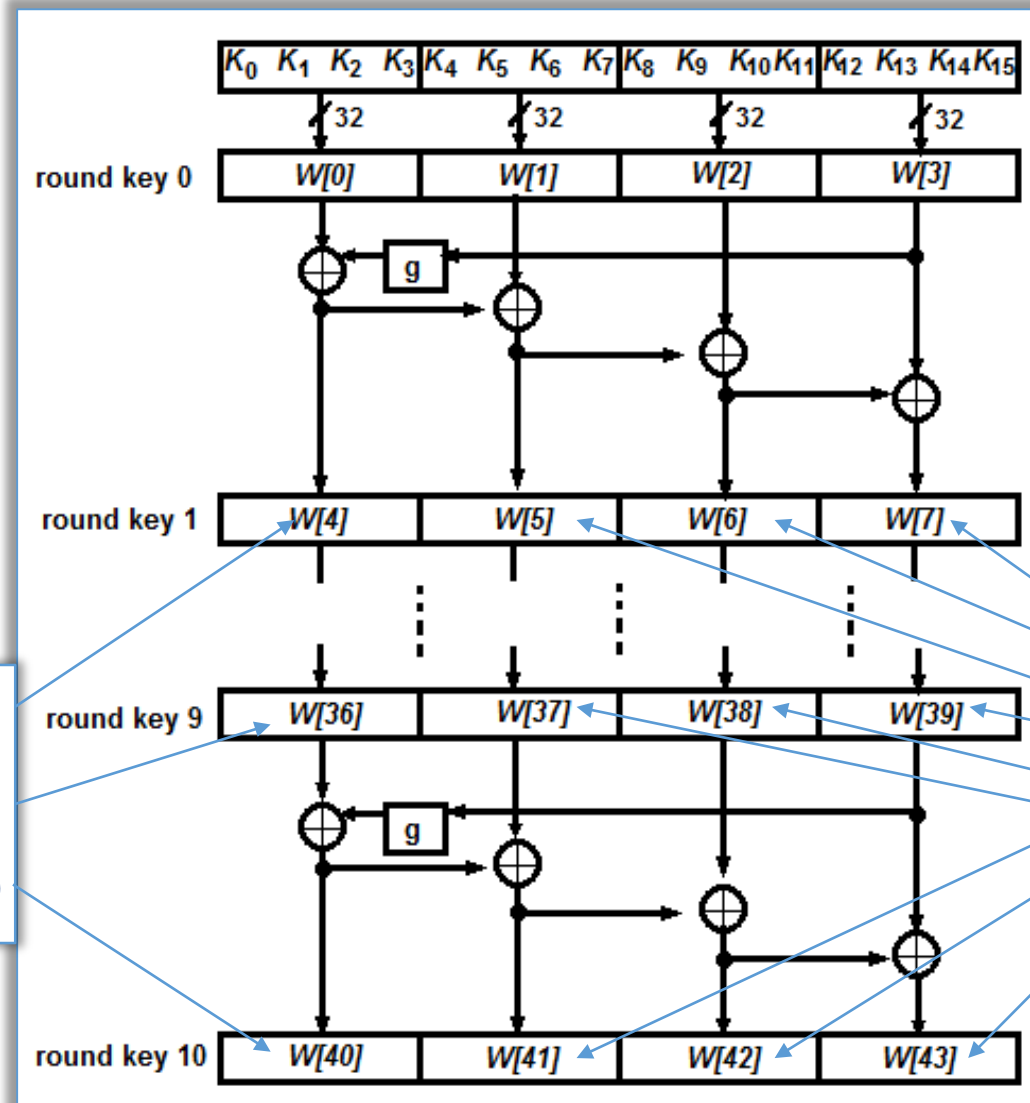 K0 K1 K2 K3 K4 K5 K6 K7 K8 K9 K10 K11 K12 K13 K14 K15
32 32 32 32
round key 0 W[0] W[1] W[2] W[3]
g
round key 1 W[4] W[5] W[6] W[7]
round key 9 W[36] W[37] W[38] W[39]
g
round key 10 W[40] W[41] W[42] W[43]